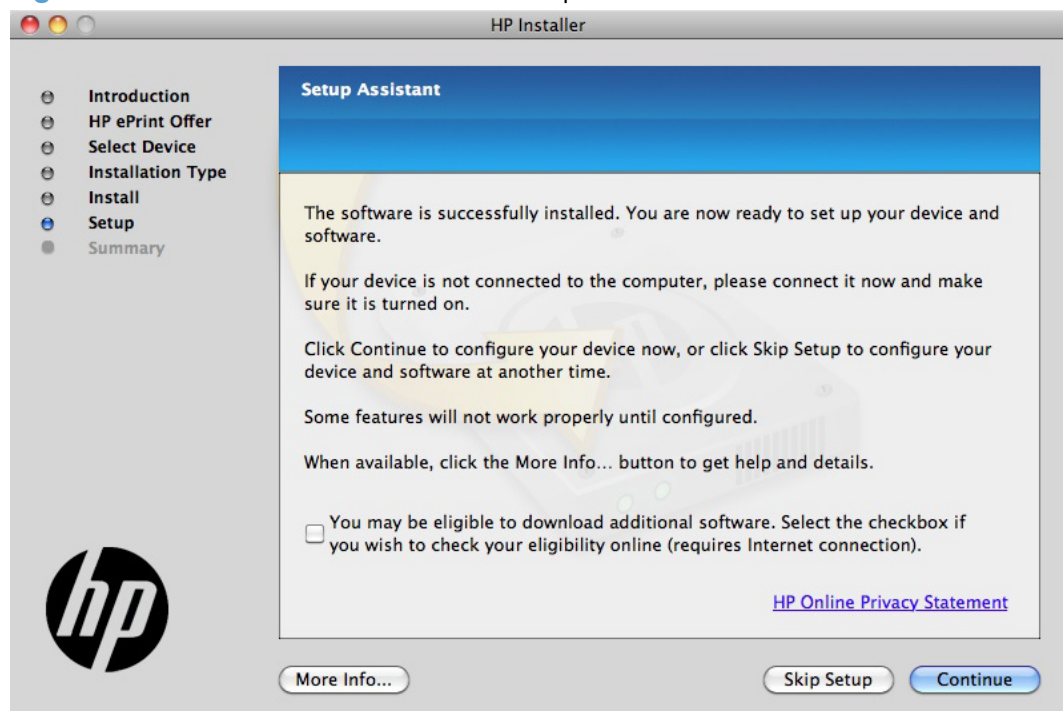 HP Installer
Introduction
HP ePrint Offer
Select Device
Installation Type
Install
Setup
Summary
Setup Assistant
The software is successfully installed. You are now ready to set up your device and
software.
If your device is not connected to the computer, please connect it now and make
sure it is turned on.
Click Continue to configure your device now, or click Skip Setup to configure your
device and software at another time.
Some features will not work properly until configured.
When available, click the More Info... button to get help and details.
You may be eligible to download additional software. Select the checkbox if
you wish to check your eligibility online (requires Internet connection).
HP Online Privacy Statement
hp
More Info...
Skip Setup
Continue